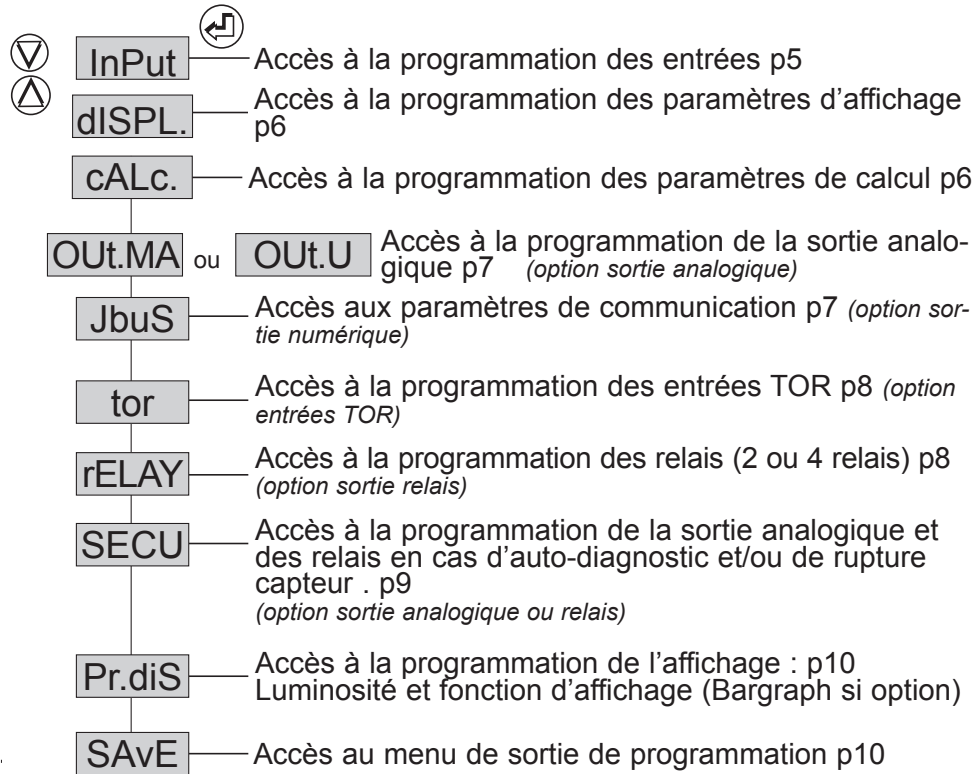 InPut Accès à la programmation des entrées p5
dISPL. Accès à la programmation des paramètres d'affichage
p6
cALc. Accès à la programmation des paramètres de calcul p6
OUt.MA ou OUt.U Accès à la programmation de la sortie analo-
gique p7 (option sortie analogique)
JbuS Accès aux paramètres de communication p7 (option sor-
tie numérique)
tor Accès à la programmation des entrées TOR p8 (option
entrées TOR)
rELAY Accès à la programmation des relais (2 ou 4 relais) p8
(option sortie relais)
SECU Accès à la programmation de la sortie analogique et
des relais en cas d'auto-diagnostic et/ou de rupture
capteur . p9
(option sortie analogique ou relais)
Pr.diS Accès à la programmation de l'affichage : p10
Luminosité et fonction d'affichage (Bargraph si option)
SAvE Accès au menu de sortie de programmation p10